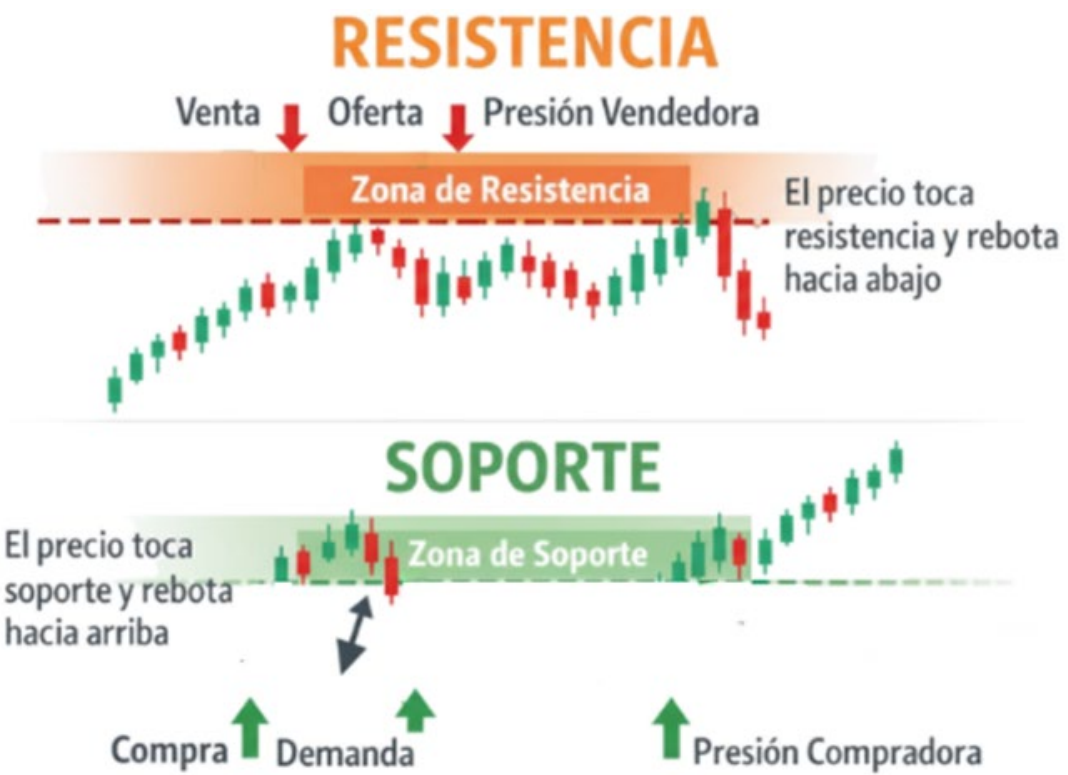 RESISTENCIA
Venta Oferta Presión Vendedora
Zona de Resistencia
El precio toca
resistencia y rebota
hacia abajo
SOPORTE
El precio toca
soporte y rebota
hacia arriba
Zona de Soporte
Compra Demanda Presión Compradora